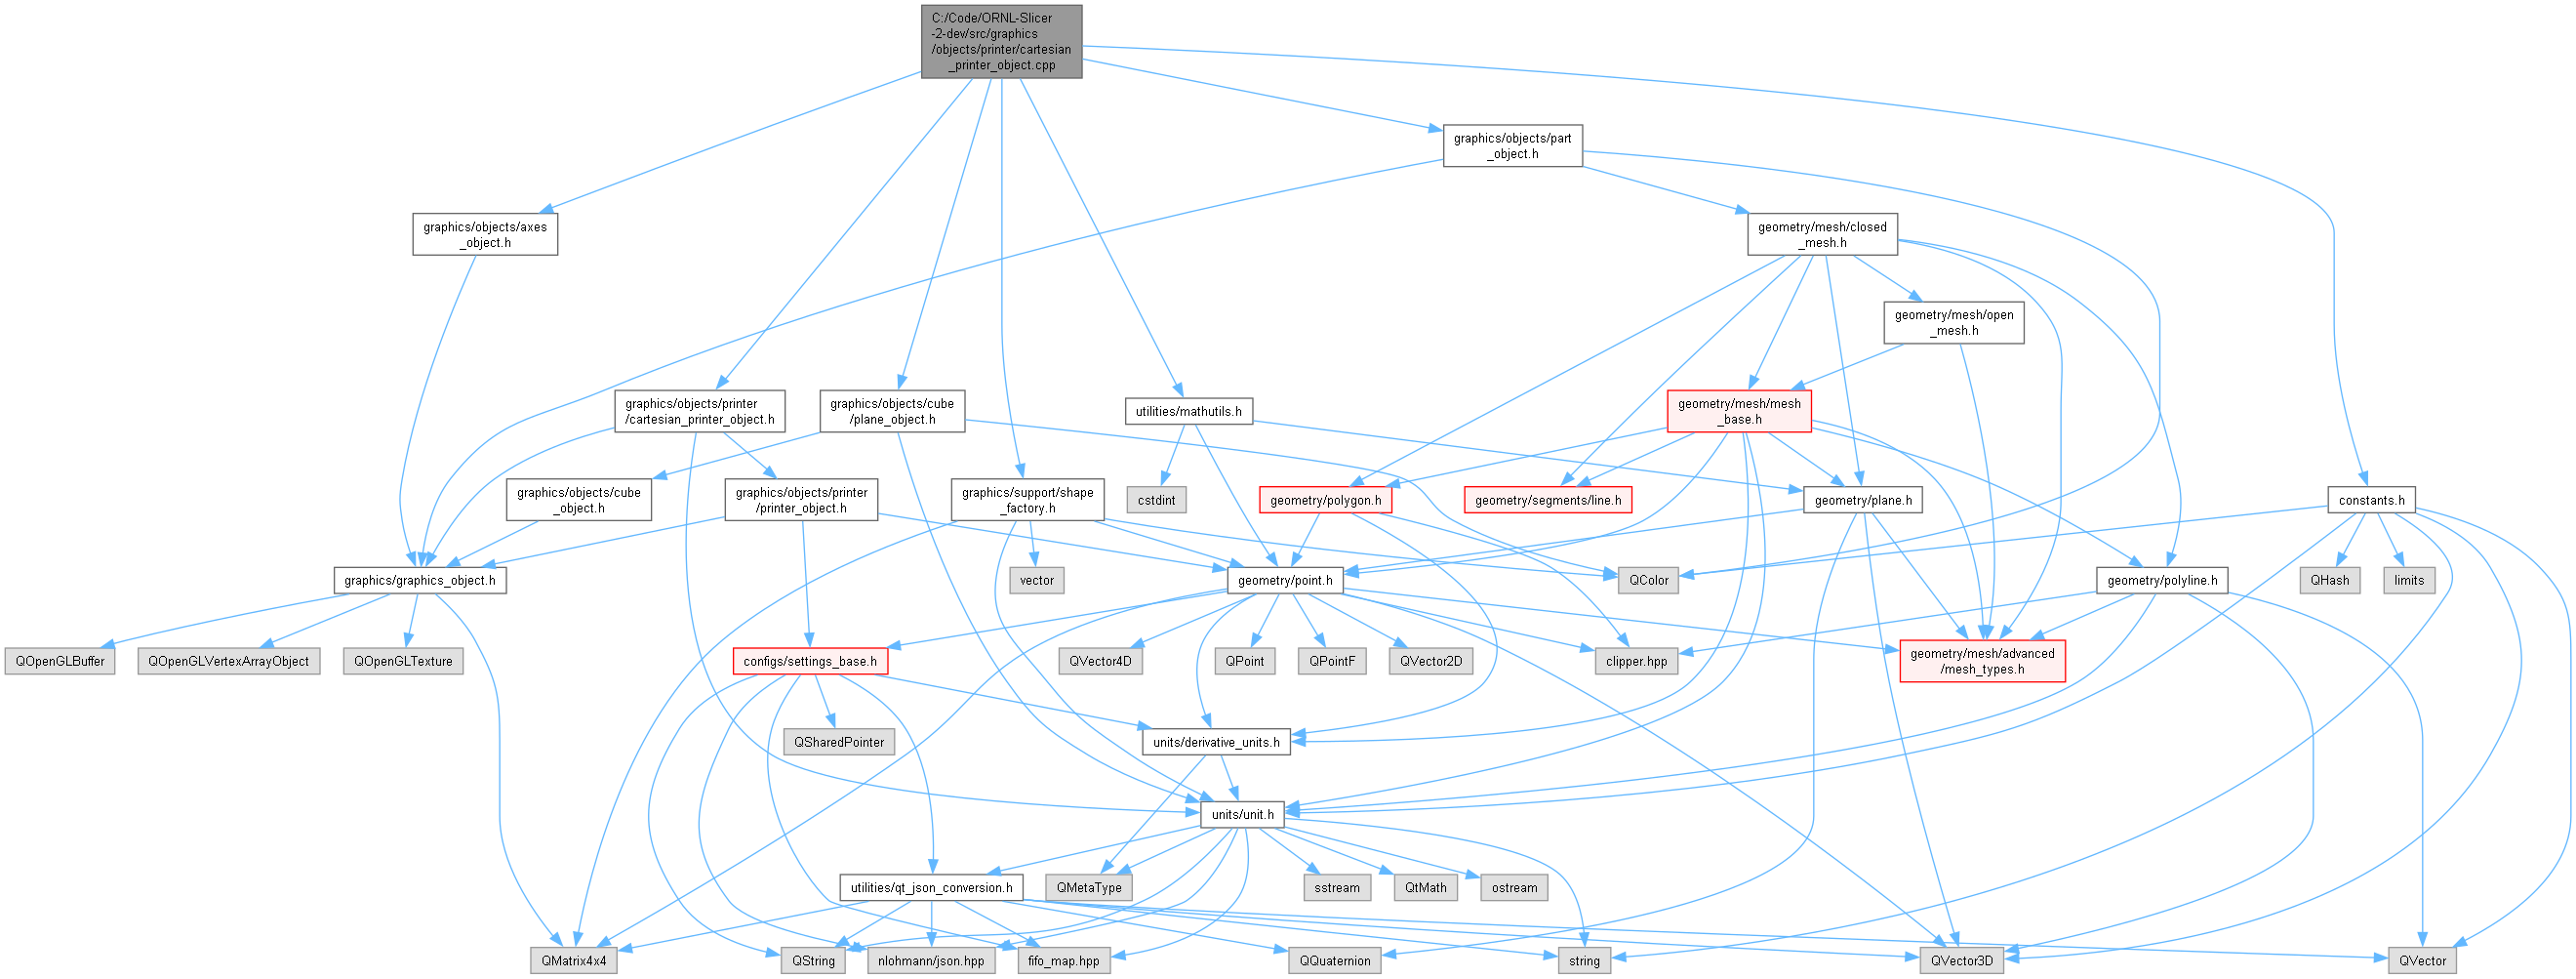 C:/Code/ORNL-Slicer
-2-dev/src/graphics
/objects/printer/cartesian
_printer_object.cpp
graphics/objects/part
_object.h
graphics/objects/axes
_object.h
geometry/mesh/closed
_mesh.h
geometry/mesh/open
_mesh.h
graphics/objects/printer
/cartesian_printer_object.h
graphics/objects/cube
/plane_object.h
utilities/mathutils.h
geometry/mesh/mesh
_base.h
graphics/objects/cube
_object.h
graphics/objects/printer
/printer_object.h
graphics/support/shape
_factory.h
cstdint
geometry/polygon.h
geometry/segments/line.h
geometry/plane.h
constants.h
graphics/graphics_object.h
vector
geometry/point.h
QColor
geometry/polyline.h
QHash
limits
QOpenGLBuffer
QOpenGLVertexArrayObject
QOpenGLTexture
configs/settings_base.h
QVector4D
QPoint
QPointF
QVector2D
clipper.hpp
geometry/mesh/advanced
/mesh_types.h
QSharedPointer
units/derivative_units.h
units/unit.h
utilities/qt_json_conversion.h
QMetaType
sstream
QtMath
ostream
QMatrix4x4
QString
nlohmann/json.hpp
fifo_map.hpp
QQuaternion
string
QVector3D
QVector